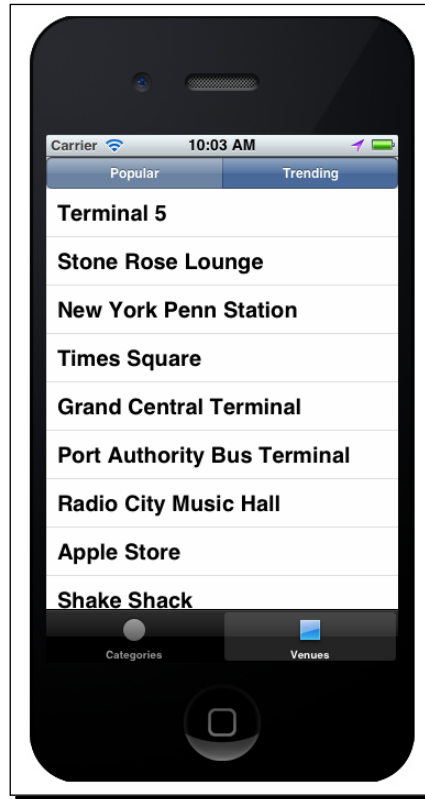 Carrier 10:03 AM
Popular Trending
Terminal 5
Stone Rose Lounge
New York Penn Station
Times Square
Grand Central Terminal
Port Authority Bus Terminal
Radio City Music Hall
Apple Store
Shake Shack
Categories Venues